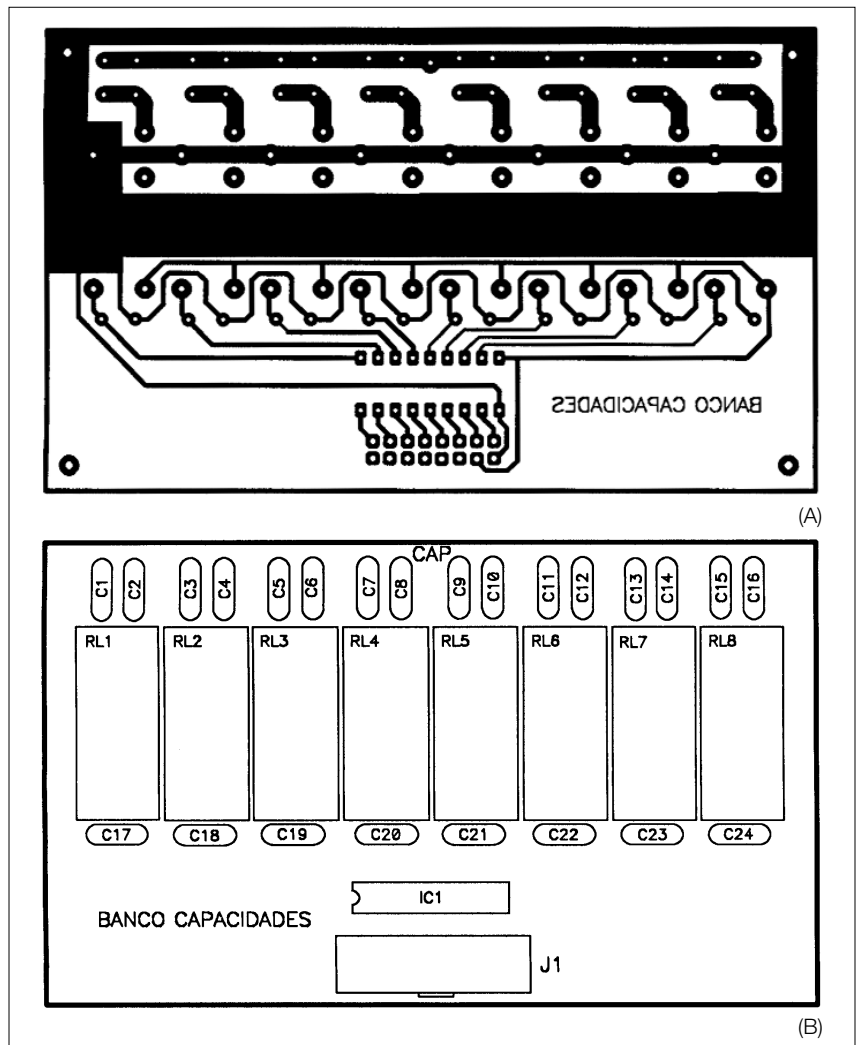 BANCO CAPACIDADES
(A)
CAP
C1 C2 C3 C4 C5 C6 C7 C8 C9 C10 C11 C12 C13 C14 C15 C16
RL1 RL2 RL3 RL4 RL5 RL6 RL7 RL8
C17 C18 C19 C20 C21 C22 C23 C24
IC1
BANCO CAPACIDADES
J1
(B)